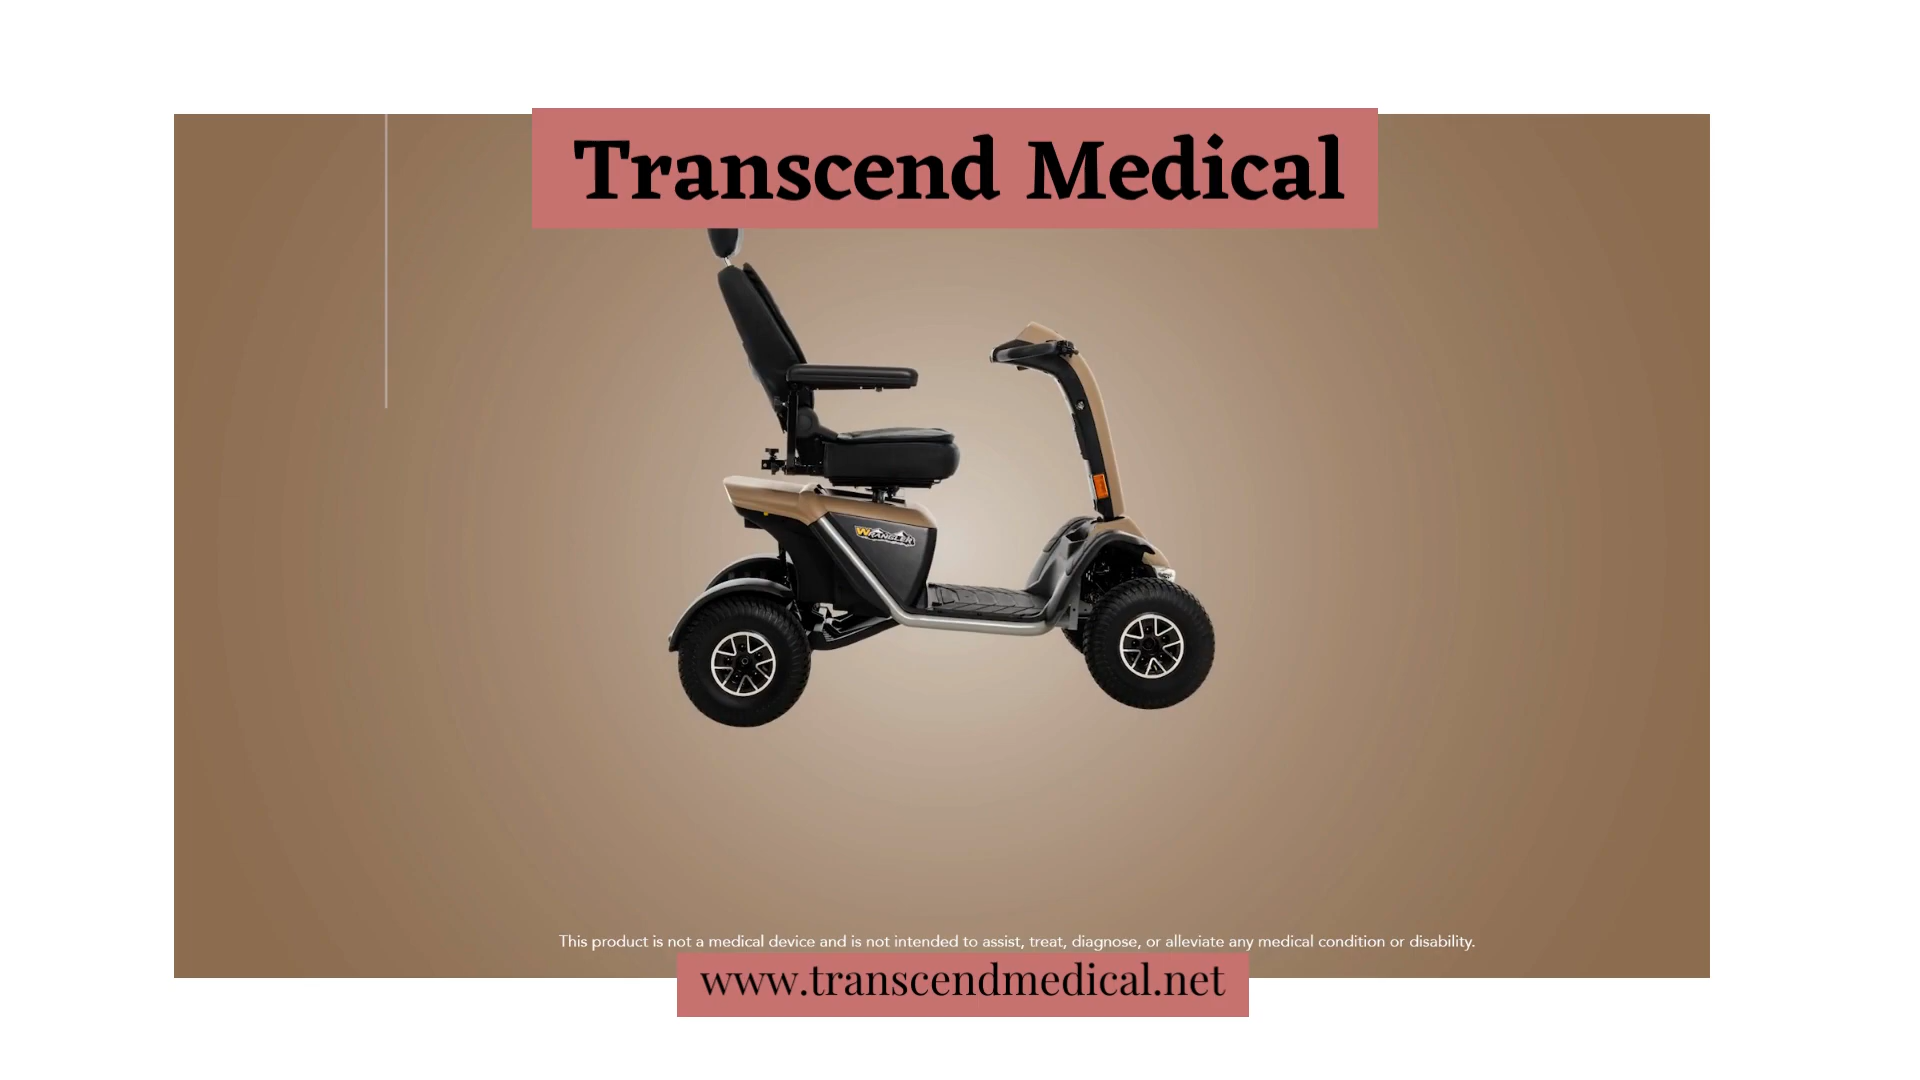 Transcend Medical
WRANGLER
This product is not a medical device and is not intended to assist, treat, diagnose, or alleviate any medical condition or disability.
www.transcendmedical.net